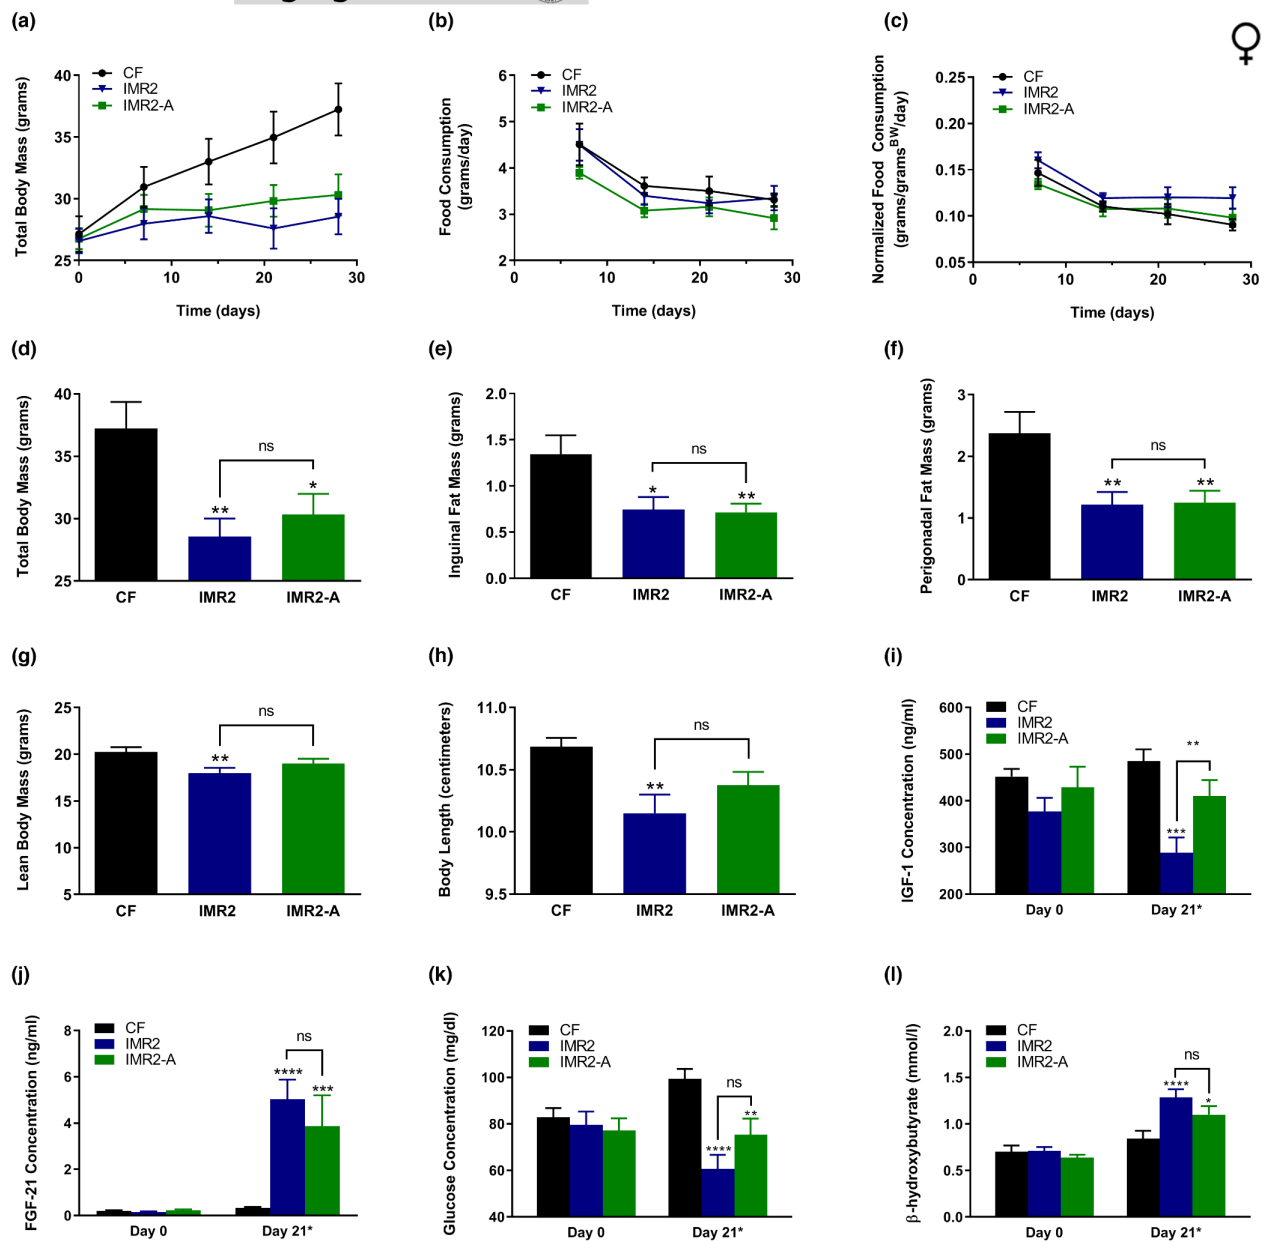 (a)
(b)
(c)
Total Body Mass (grams)
40
35
30
25
0
10
20
30
Time (days)
CF
IMR2
IMR2-A
Food Consumption
(grams/day)
6
5
4
3
2
0
10
20
30
Time (days)
CF
IMR2
IMR2-A
Normalized Food Consumption
(grams/gramsBW/day)
0.25
0.20
0.15
0.10
0.05
0
10
20
30
Time (days)
CF
IMR2
IMR2-A
♀
(d)
(e)
(f)
Total Body Mass (grams)
40
35
30
25
ns
**
*
CF
IMR2
IMR2-A
Inguinal Fat Mass (grams)
2.0
1.5
1.0
0.5
0.0
ns
*
**
CF
IMR2
IMR2-A
Perigonadal Fat Mass (grams)
3
2
1
0
ns
**
**
CF
IMR2
IMR2-A
(g)
(h)
(i)
Lean Body Mass (grams)
25
20
15
10
5
ns
**
CF
IMR2
IMR2-A
Body Length (centimeters)
11.0
10.5
10.0
9.5
ns
**
CF
IMR2
IMR2-A
IGF-1 Concentration (ng/ml)
600
500
400
300
200
CF
IMR2
IMR2-A
**
***
Day 0
Day 21*
(j)
(k)
(l)
FGF-21 Concentration (ng/ml)
8
6
4
2
0
CF
IMR2
IMR2-A
ns
****
***
Day 0
Day 21*
Glucose Concentration (mg/dl)
120
100
80
60
40
CF
IMR2
IMR2-A
ns
****
**
Day 0
Day 21*
β-hydroxybutyrate (mmol/l)
2.0
1.5
1.0
0.5
0.0
CF
IMR2
IMR2-A
ns
****
*
Day 0
Day 21*